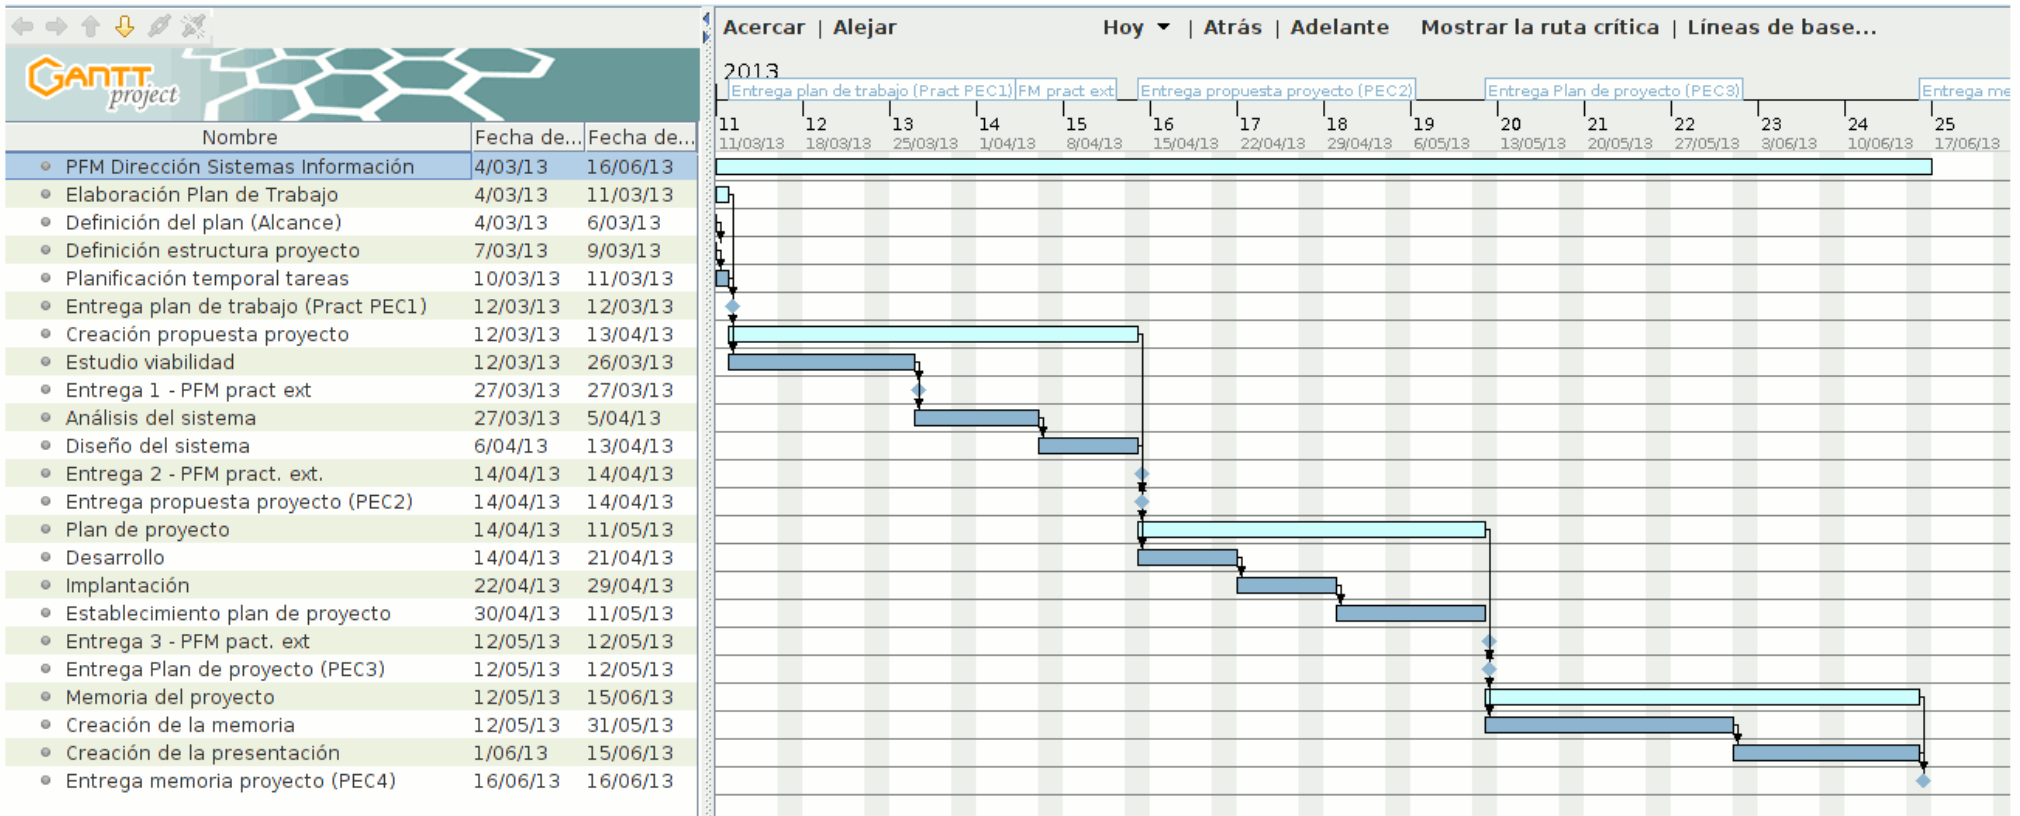 Acercar | Alejar Hoy | Atrás | Adelante Mostrar la ruta crítica | Líneas de base...
GANTT project
2013
Entrega plan de trabajo (Pract PEC1) FM pract ext Entrega propuesta proyecto (PEC2) Entrega Plan de proyecto (PEC3) Entrega me
Nombre Fecha de... Fecha de...
11 12 13 14 15 16 17 18 19 20 21 22 23 24 25
11/03/13 18/03/13 25/03/13 1/04/13 8/04/13 15/04/13 22/04/13 29/04/13 6/05/13 13/05/13 20/05/13 27/05/13 3/06/13 10/06/13 17/06/13
PFM Dirección Sistemas Información 4/03/13 16/06/13
Elaboración Plan de Trabajo 4/03/13 11/03/13
Definición del plan (Alcance) 4/03/13 6/03/13
Definición estructura proyecto 7/03/13 9/03/13
Planificación temporal tareas 10/03/13 11/03/13
Entrega plan de trabajo (Pract PEC1) 12/03/13 12/03/13
Creación propuesta proyecto 12/03/13 13/04/13
Estudio viabilidad 12/03/13 26/03/13
Entrega 1 - PFM pract ext 27/03/13 27/03/13
Análisis del sistema 27/03/13 5/04/13
Diseño del sistema 6/04/13 13/04/13
Entrega 2 - PFM pract. ext. 14/04/13 14/04/13
Entrega propuesta proyecto (PEC2) 14/04/13 14/04/13
Plan de proyecto 14/04/13 11/05/13
Desarrollo 14/04/13 21/04/13
Implantación 22/04/13 29/04/13
Establecimiento plan de proyecto 30/04/13 11/05/13
Entrega 3 - PFM pact. ext 12/05/13 12/05/13
Entrega Plan de proyecto (PEC3) 12/05/13 12/05/13
Memoria del proyecto 12/05/13 15/06/13
Creación de la memoria 12/05/13 31/05/13
Creación de la presentación 1/06/13 15/06/13
Entrega memoria proyecto (PEC4) 16/06/13 16/06/13